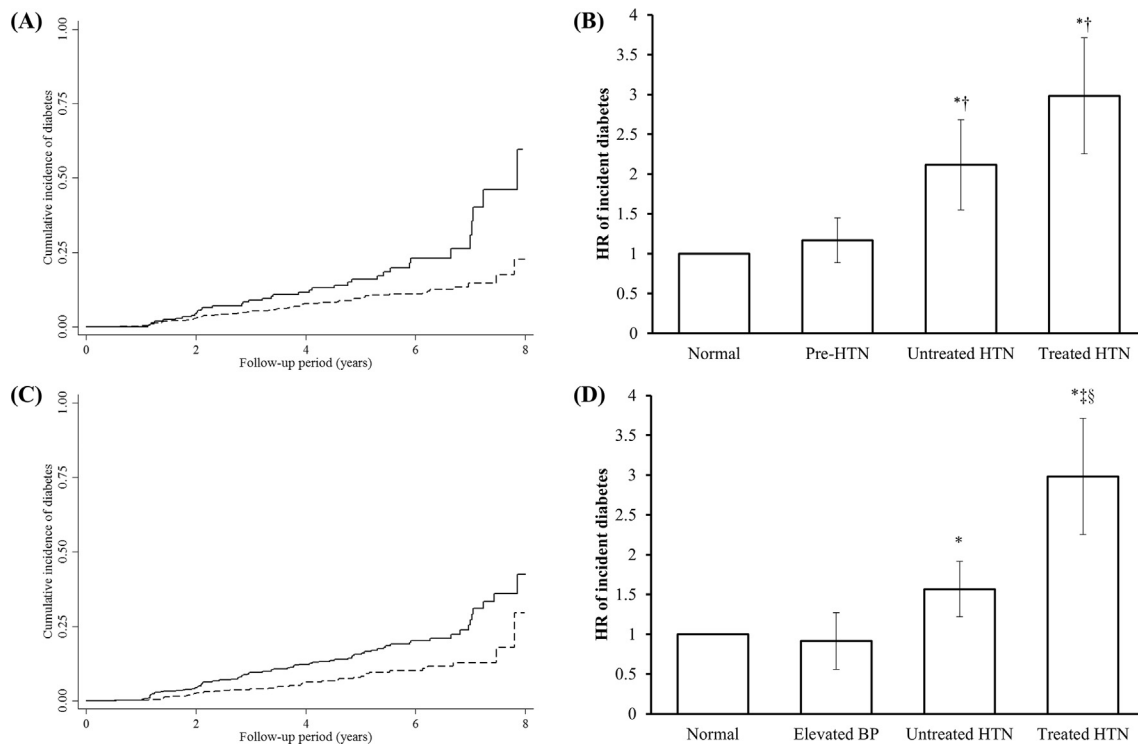 (A)
Cumulative incidence of diabetes
1.00
0.75
0.50
0.25
0.00
0 2 4 6 8
Follow-up period (years)
(B)
HR of incident diabetes
4
3.5
3
2.5
2
1.5
1
0.5
0
*†
*†
Normal Pre-HTN Untreated HTN Treated HTN
(C)
Cumulative incidence of diabetes
1.00
0.75
0.50
0.25
0.00
0 2 4 6 8
Follow-up period (years)
(D)
HR of incident diabetes
4
3.5
3
2.5
2
1.5
1
0.5
0
*
*‡§
Normal Elevated BP Untreated HTN Treated HTN